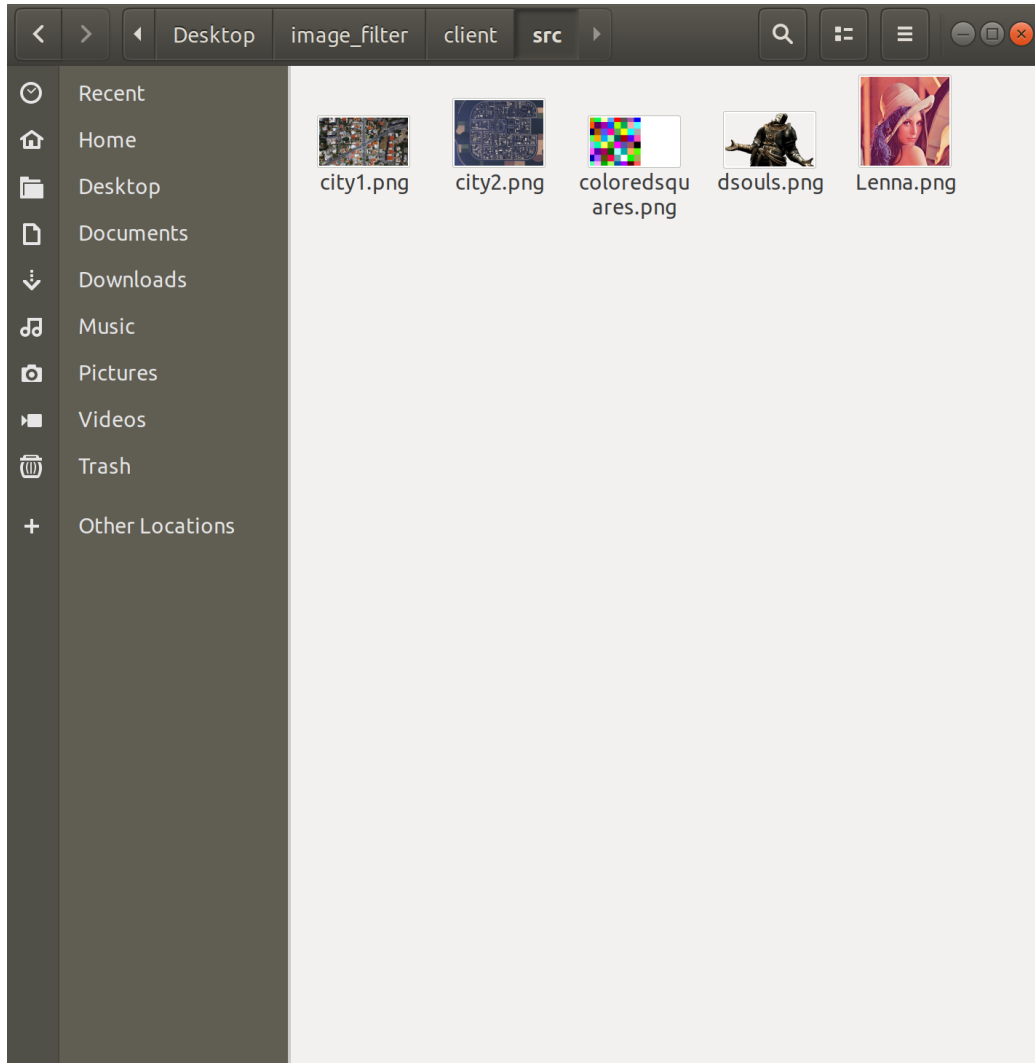 Desktop image_filter client src
Recent
Home
Desktop
Documents
Downloads
Music
Pictures
Videos
Trash
Other Locations
city1.png city2.png coloredsqu dsouls.png Lenna.png
ares.png